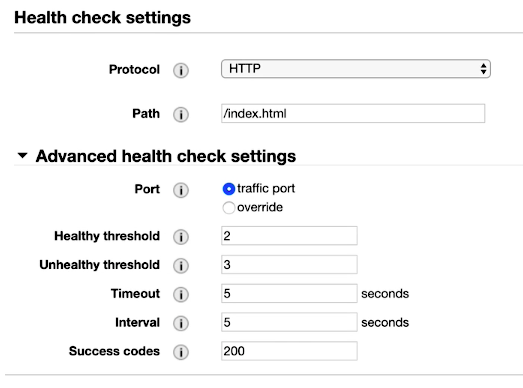 Health check settings
Protocol i HTTP
Path i /index.html
Advanced health check settings
Port i traffic port
override
Healthy threshold i 2
Unhealthy threshold i 3
Timeout i 5 seconds
Interval i 5 seconds
Success codes i 200